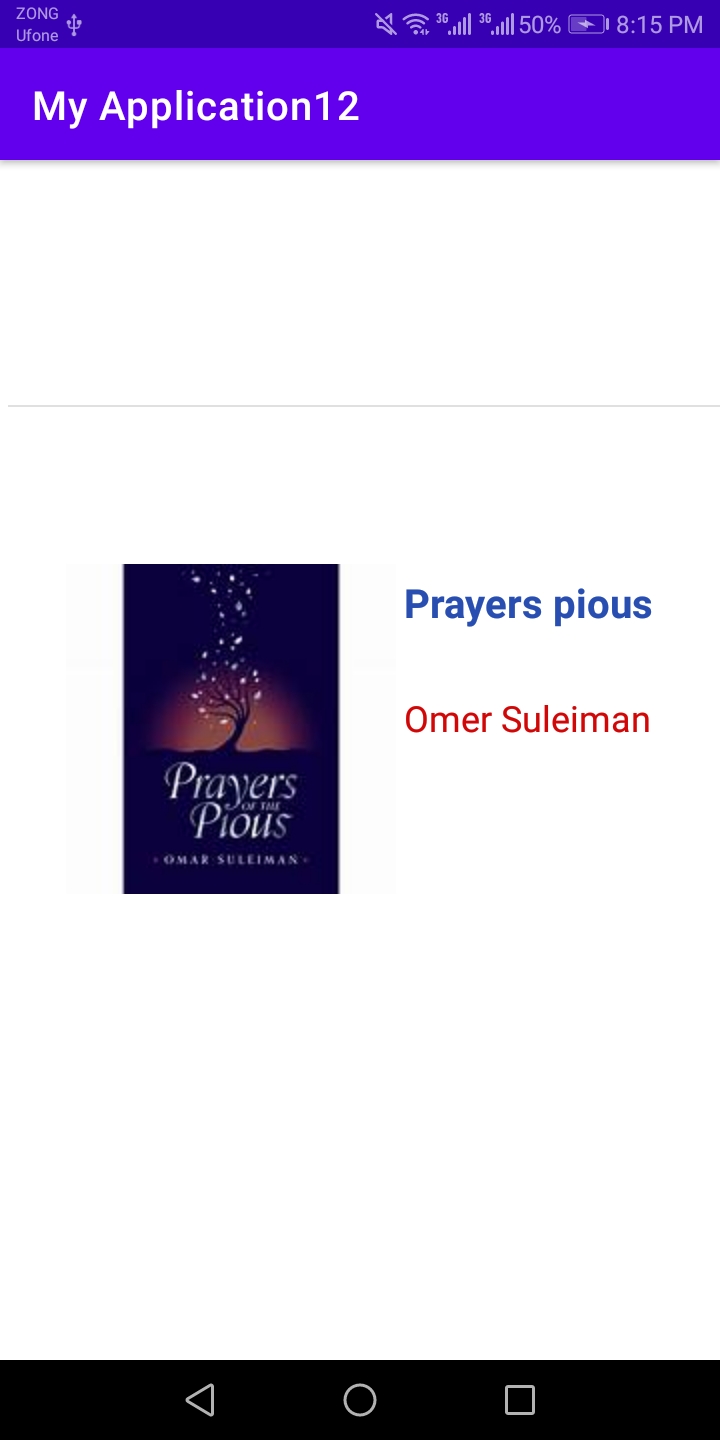 ZONG
Ufone
3G 3G 50% 8:15 PM
My Application12
Prayers pious
Omer Suleiman
Prayers
OF THE
Pious
OMAR SULEIMAN